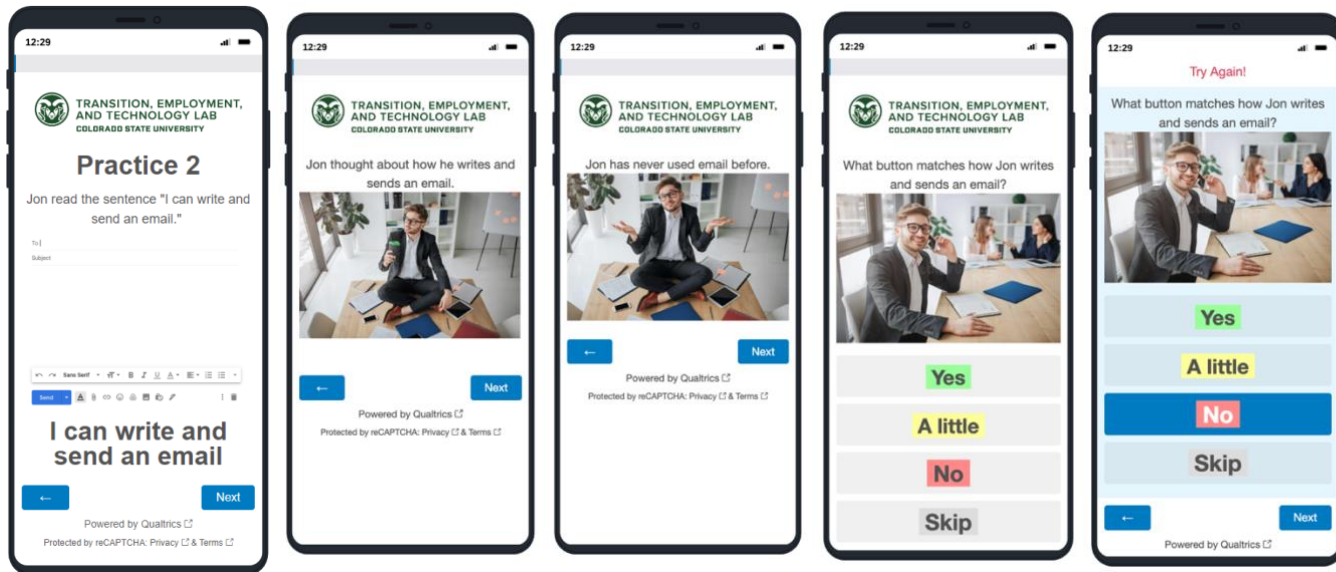 12:29
TRANSITION, EMPLOYMENT,
AND TECHNOLOGY LAB
COLORADO STATE UNIVERSITY
Practice 2
Jon read the sentence "I can write and
send an email."
To
Subject
Sans Serif
Send
I can write and
send an email
←
Next
Powered by Qualtrics
Protected by reCAPTCHA: Privacy & Terms
12:29
TRANSITION, EMPLOYMENT,
AND TECHNOLOGY LAB
COLORADO STATE UNIVERSITY
Jon thought about how he writes and
sends an email.
←
Next
Powered by Qualtrics
Protected by reCAPTCHA: Privacy & Terms
12:29
TRANSITION, EMPLOYMENT,
AND TECHNOLOGY LAB
COLORADO STATE UNIVERSITY
Jon has never used email before.
←
Next
Powered by Qualtrics
Protected by reCAPTCHA: Privacy & Terms
12:29
TRANSITION, EMPLOYMENT,
AND TECHNOLOGY LAB
COLORADO STATE UNIVERSITY
What button matches how Jon writes
and sends an email?
Yes
A little
No
Skip
12:29
Try Again!
What button matches how Jon writes
and sends an email?
Yes
A little
No
Skip
←
Next
Powered by Qualtrics